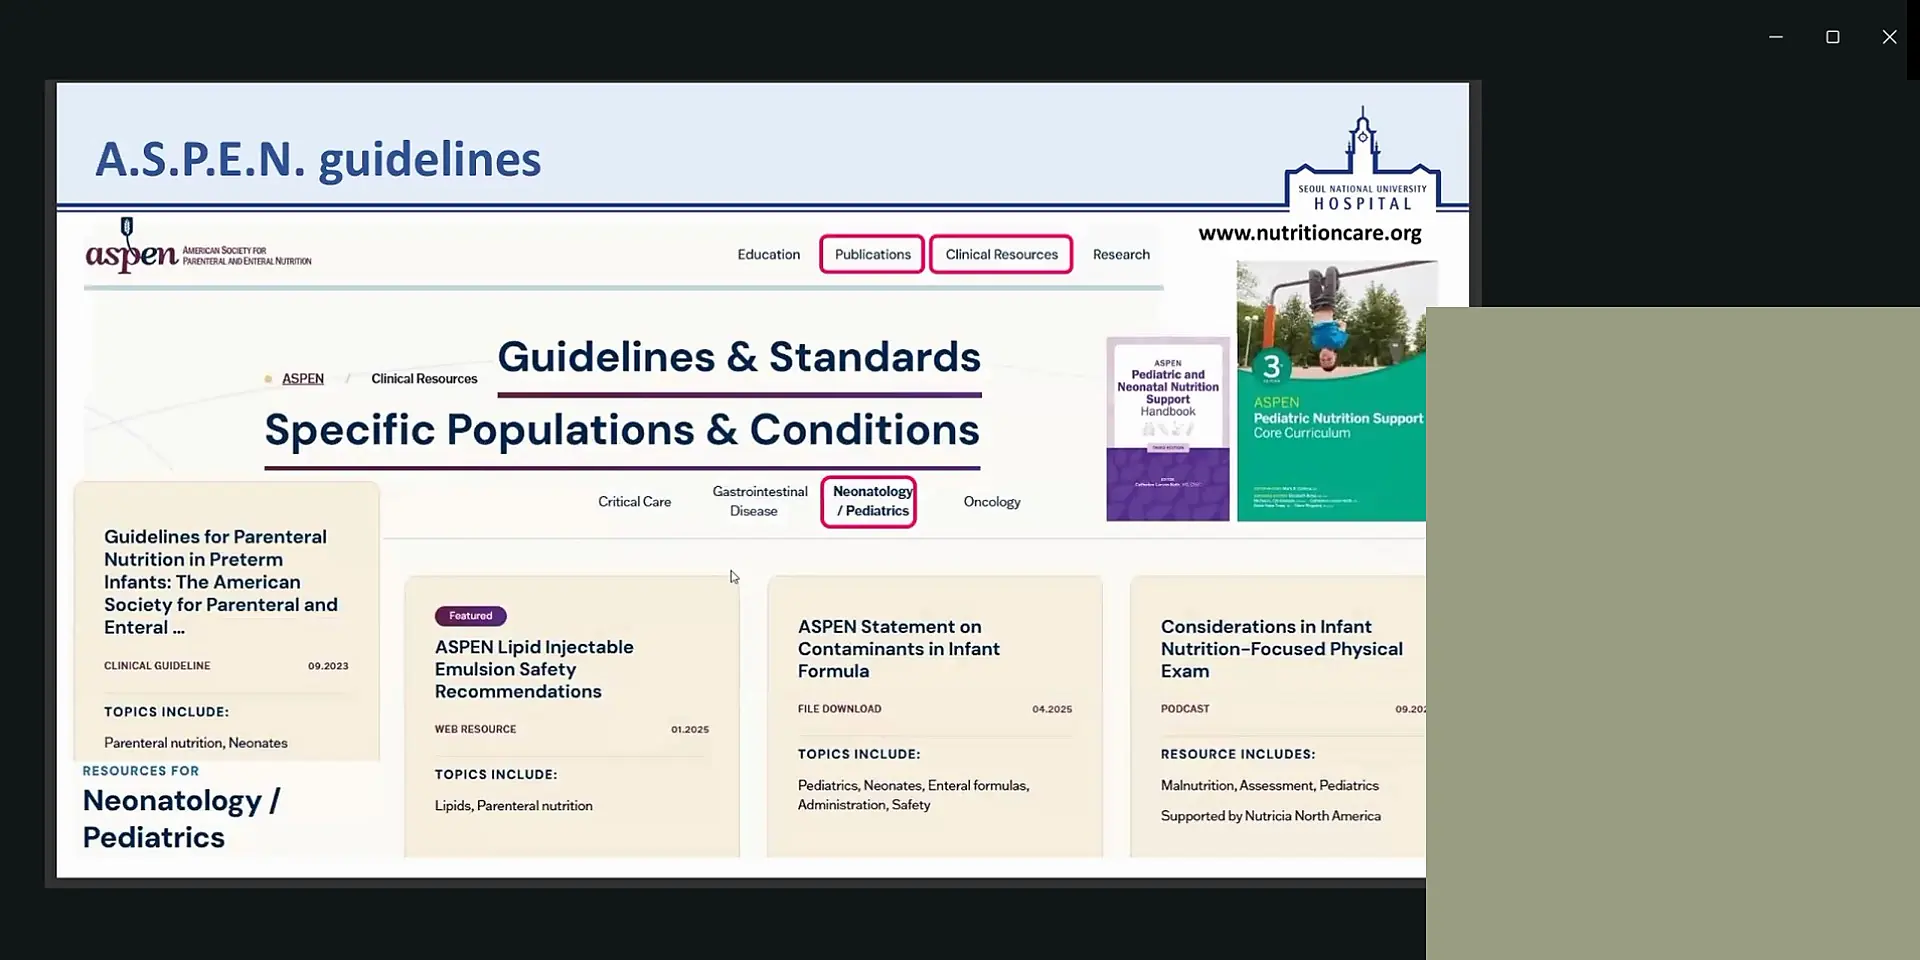 A.S.P.E.N. guidelines
SEOUL NATIONAL UNIVERSITY
HOSPITAL
www.nutritioncare.org
aspen
AMERICAN SOCIETY FOR
PARENTERAL AND ENTERAL NUTRITION
Education
Publications
Clinical Resources
Research
ASPEN / Clinical Resources
Guidelines & Standards
Specific Populations & Conditions
Critical Care
Gastrointestinal
Disease
Neonatology
/ Pediatrics
Oncology
ASPEN
Pediatric and
Neonatal Nutrition
Support
Handbook
THIRD EDITION
3
ASPEN
Pediatric Nutrition Support
Core Curriculum
Guidelines for Parenteral
Nutrition in Preterm
Infants: The American
Society for Parenteral and
Enteral ...
CLINICAL GUIDELINE
09.2023
TOPICS INCLUDE:
Parenteral nutrition, Neonates
RESOURCES FOR
Neonatology /
Pediatrics
Featured
ASPEN Lipid Injectable
Emulsion Safety
Recommendations
WEB RESOURCE
01.2025
TOPICS INCLUDE:
Lipids, Parenteral nutrition
ASPEN Statement on
Contaminants in Infant
Formula
FILE DOWNLOAD
04.2025
TOPICS INCLUDE:
Pediatrics, Neonates, Enteral formulas,
Administration, Safety
Considerations in Infant
Nutrition-Focused Physical
Exam
PODCAST
RESOURCE INCLUDES:
Malnutrition, Assessment, Pediatrics
Supported by Nutricia North America